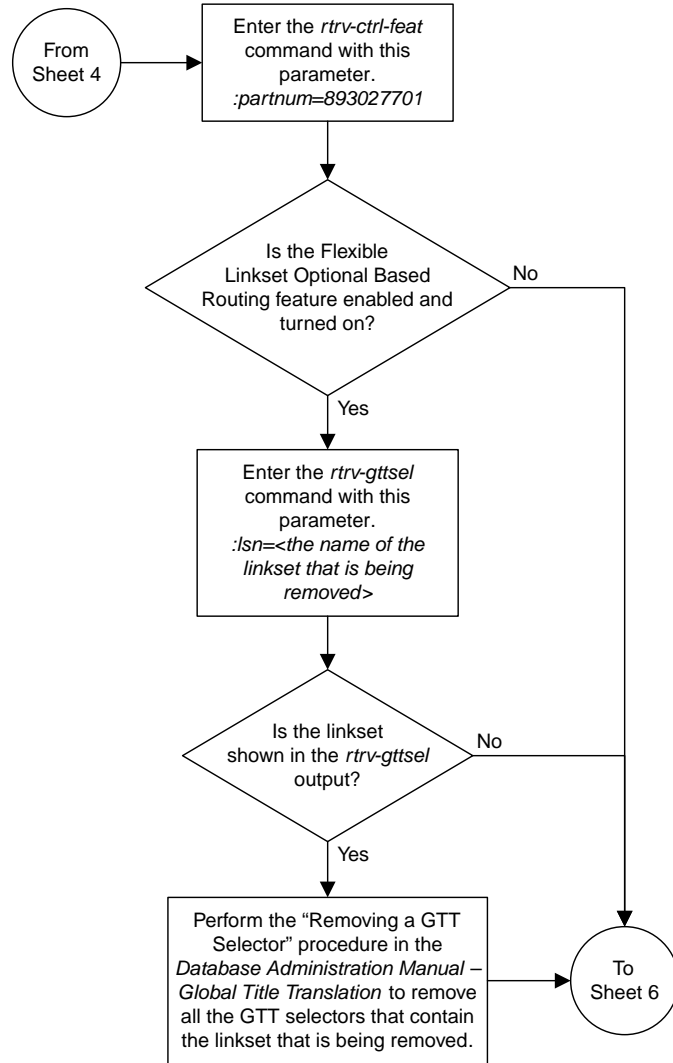 From
Sheet 4
Enter the rtrv-ctrl-feat
command with this
parameter.
:partnum=893027701
Is the Flexible
Linkset Optional Based
Routing feature enabled and
turned on?
No
Yes
Enter the rtrv-gttsel
command with this
parameter.
:lsn=<the name of the
linkset that is being
removed>
Is the linkset
shown in the rtrv-gttsel
output?
No
Yes
Perform the “Removing a GTT
Selector” procedure in the
Database Administration Manual –
Global Title Translation to remove
all the GTT selectors that contain
the linkset that is being removed.
To
Sheet 6